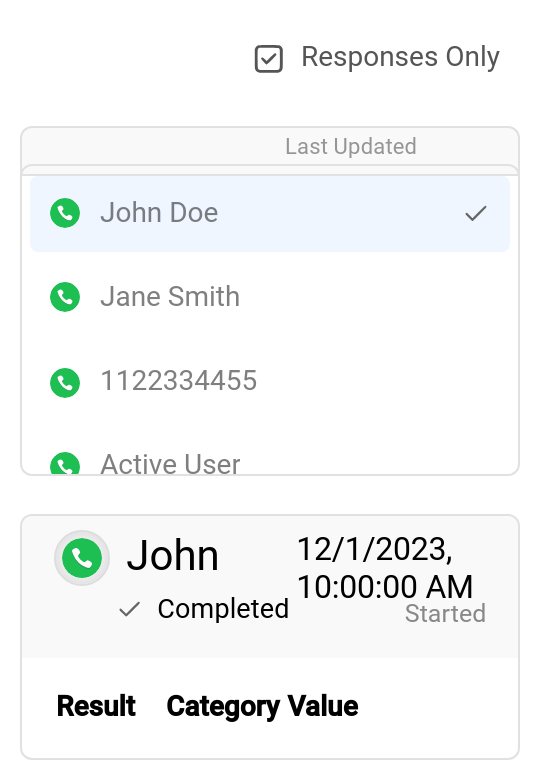 Responses Only
Last Updated
John Doe
Jane Smith
1122334455
Active User
John
12/1/2023,
10:00:00 AM
Completed
Started
Result Category Value